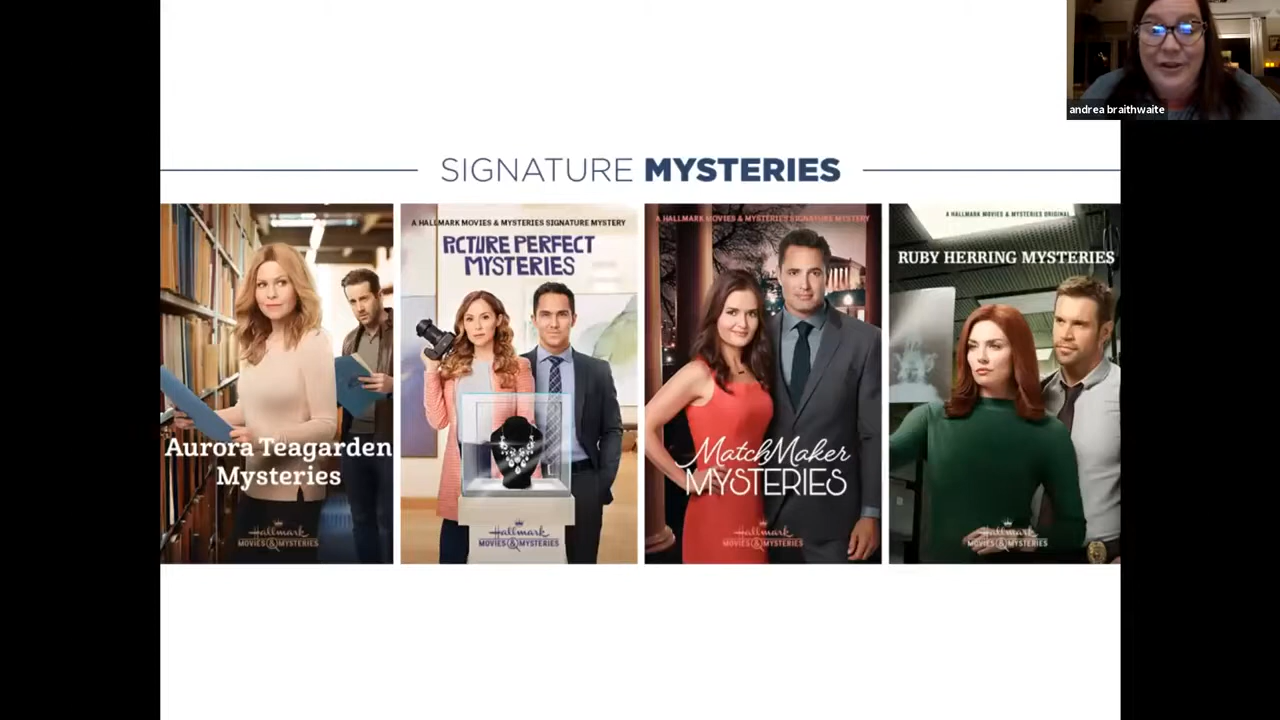 andrea braithwaite
SIGNATURE MYSTERIES
Aurora Teagarden
Mysteries
Hallmark
MOVIES & MYSTERIES
A HALLMARK MOVIES & MYSTERIES SIGNATURE MYSTERY
PICTURE PERFECT
MYSTERIES
Hallmark
MOVIES & MYSTERIES
A HALLMARK MOVIES & MYSTERIES SIGNATURE MYSTERY
MatchMaker
MYSTERIES
Hallmark
MOVIES & MYSTERIES
A HALLMARK MOVIES & MYSTERIES ORIGINAL
RUBY HERRING MYSTERIES
Hallmark
MOVIES & MYSTERIES